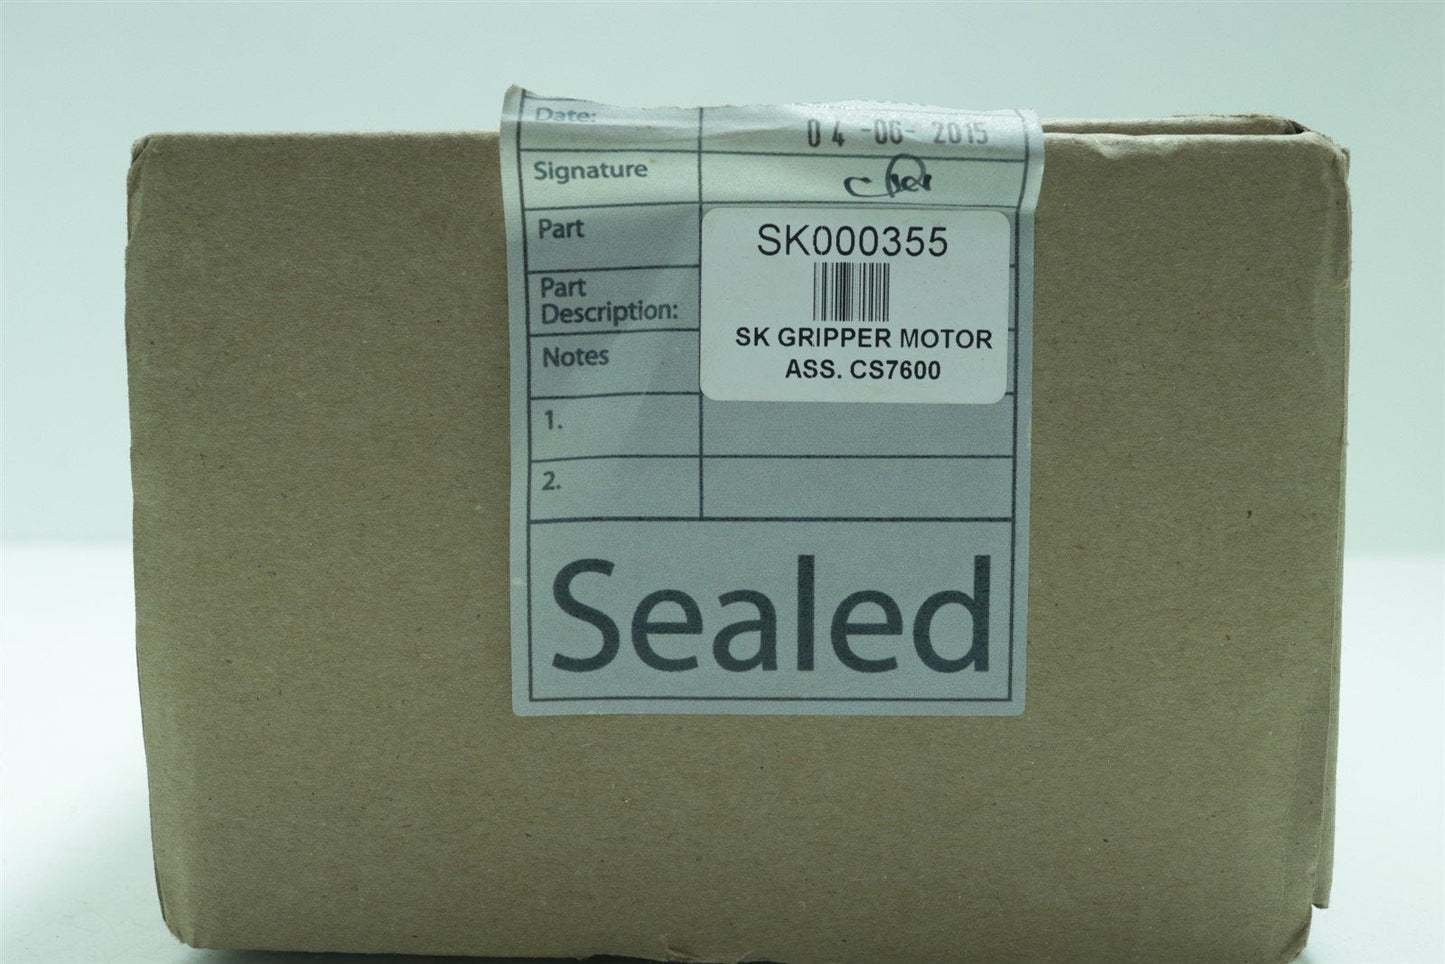 Date: 04-06-2015
Signature
Part SK000355
Part
Description:
SK GRIPPER MOTOR
ASS. CS7600
Notes
1.
2.
Sealed